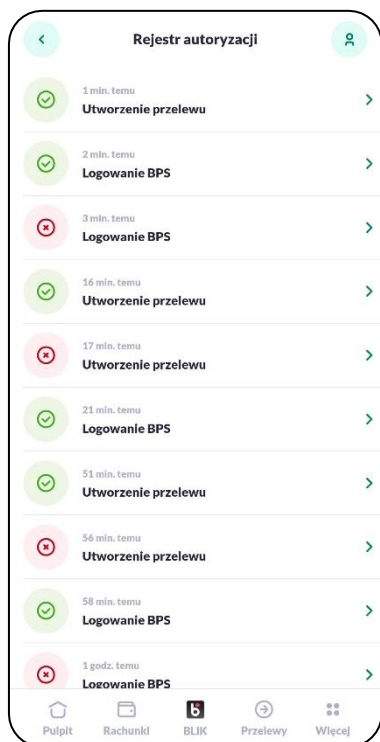 Rejestr autoryzacji
1 min. temu
Utworzenie przelewu
2 min. temu
Logowanie BPS
3 min. temu
Logowanie BPS
16 min. temu
Utworzenie przelewu
17 min. temu
Utworzenie przelewu
21 min. temu
Logowanie BPS
51 min. temu
Utworzenie przelewu
56 min. temu
Utworzenie przelewu
58 min. temu
Logowanie BPS
1 godz. temu
Logowanie BPS
Pulpit Rachunki BLIK Przelewy Więcej